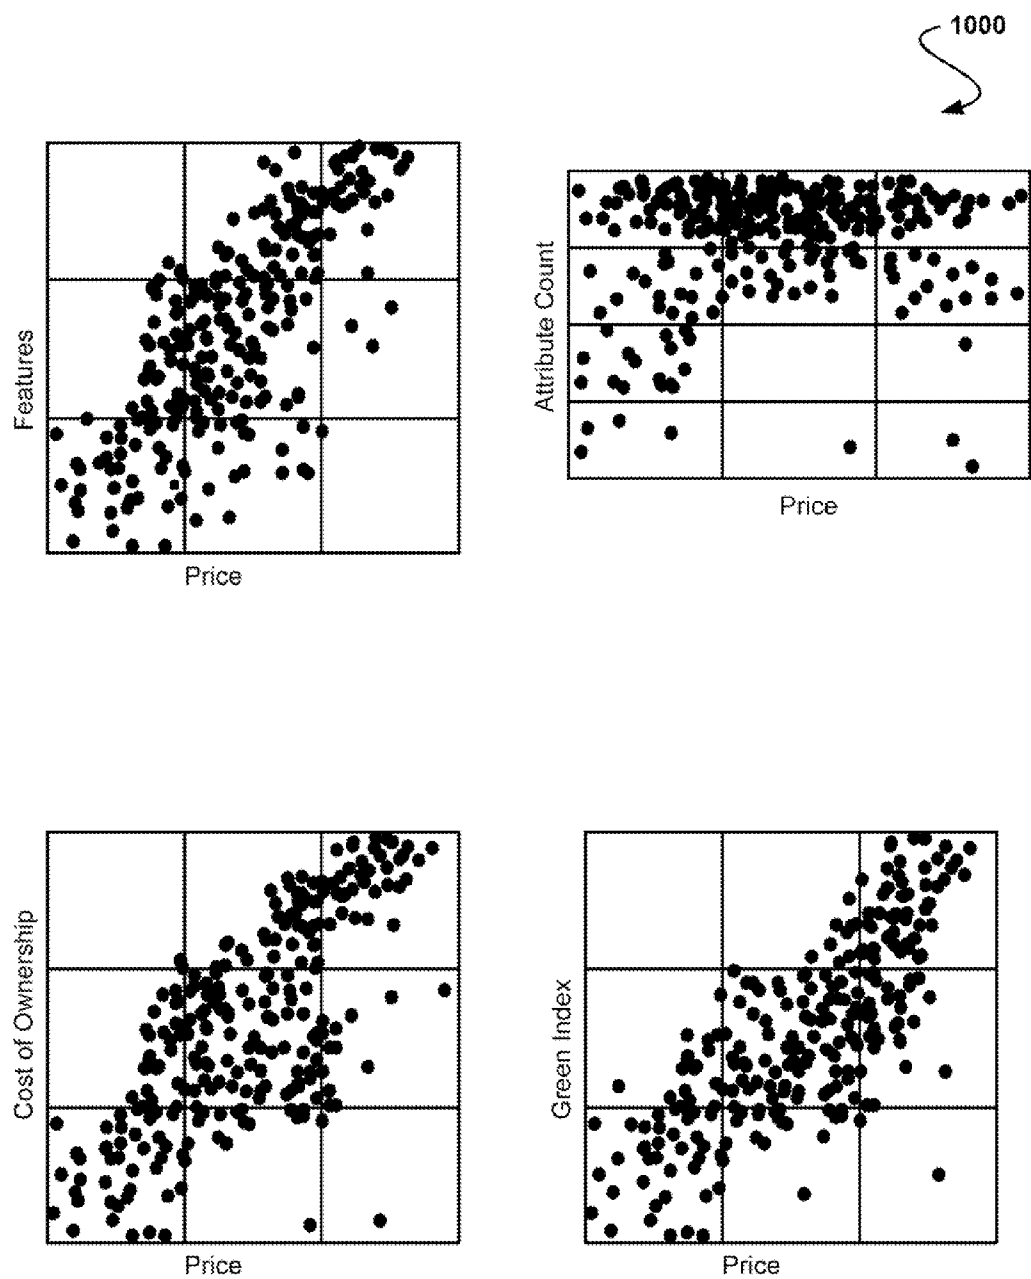 1000
Features
Price
Attribute Count
Price
Cost of Ownership
Price
Green Index
Price